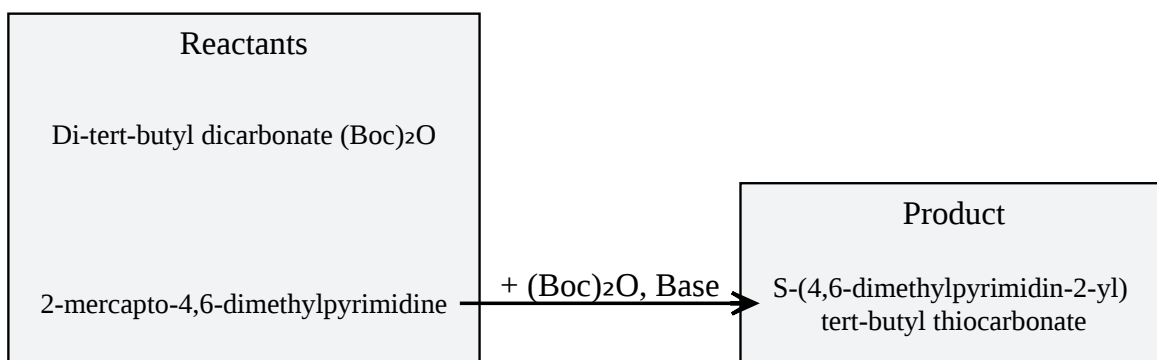 Reactants
Di-tert-butyl dicarbonate (Boc)₂O
2-mercapto-4,6-dimethylpyrimidine
+ (Boc)₂O, Base
Product
S-(4,6-dimethylpyrimidin-2-yl)
tert-butyl thiocarbonate